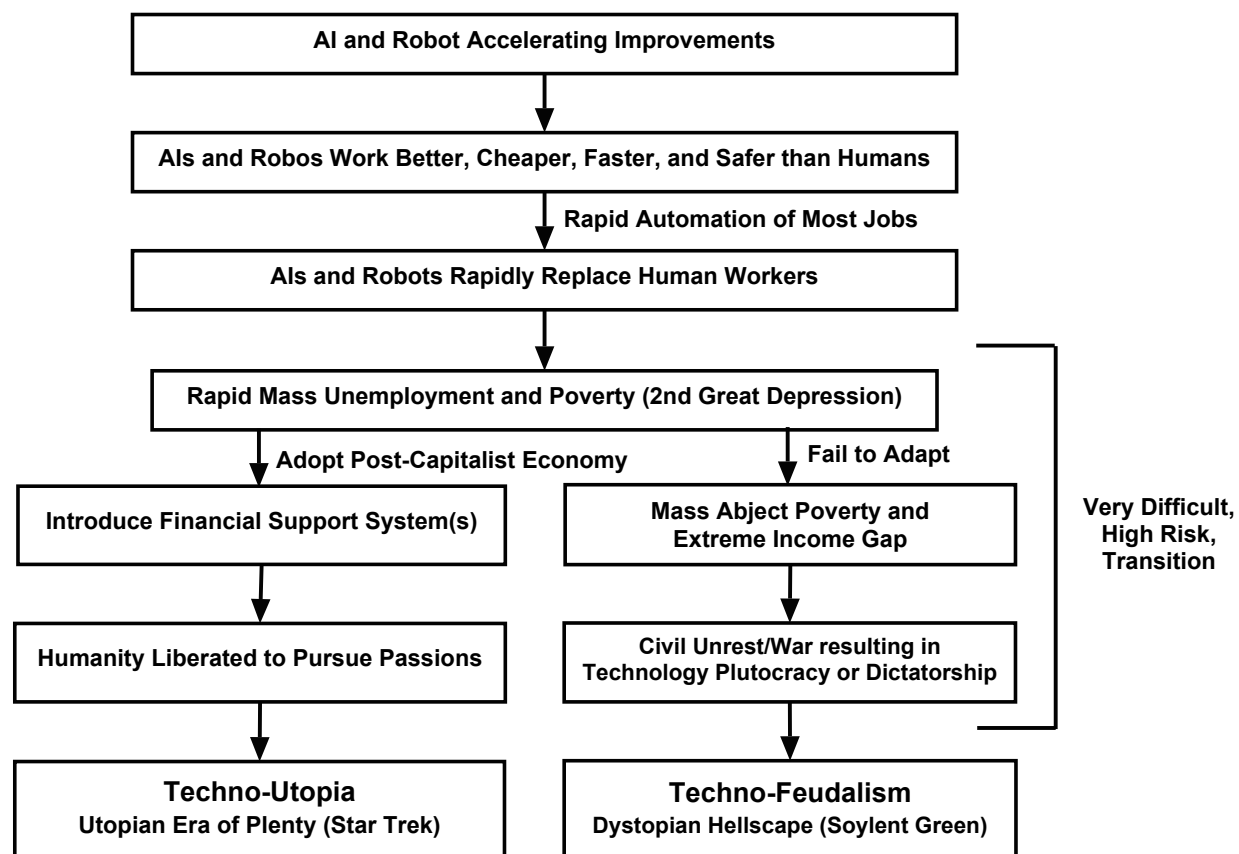 AI and Robot Accelerating Improvements
AIs and Robos Work Better, Cheaper, Faster, and Safer than Humans
Rapid Automation of Most Jobs
AIs and Robots Rapidly Replace Human Workers
Rapid Mass Unemployment and Poverty (2nd Great Depression)
Adopt Post-Capitalist Economy
Fail to Adapt
Introduce Financial Support System(s)
Mass Abject Poverty and
Extreme Income Gap
Very Difficult,
High Risk,
Transition
Humanity Liberated to Pursue Passions
Civil Unrest/War resulting in
Technology Plutocracy or Dictatorship
Techno-Utopia
Utopian Era of Plenty (Star Trek)
Techno-Feudalism
Dystopian Hellscape (Soylent Green)